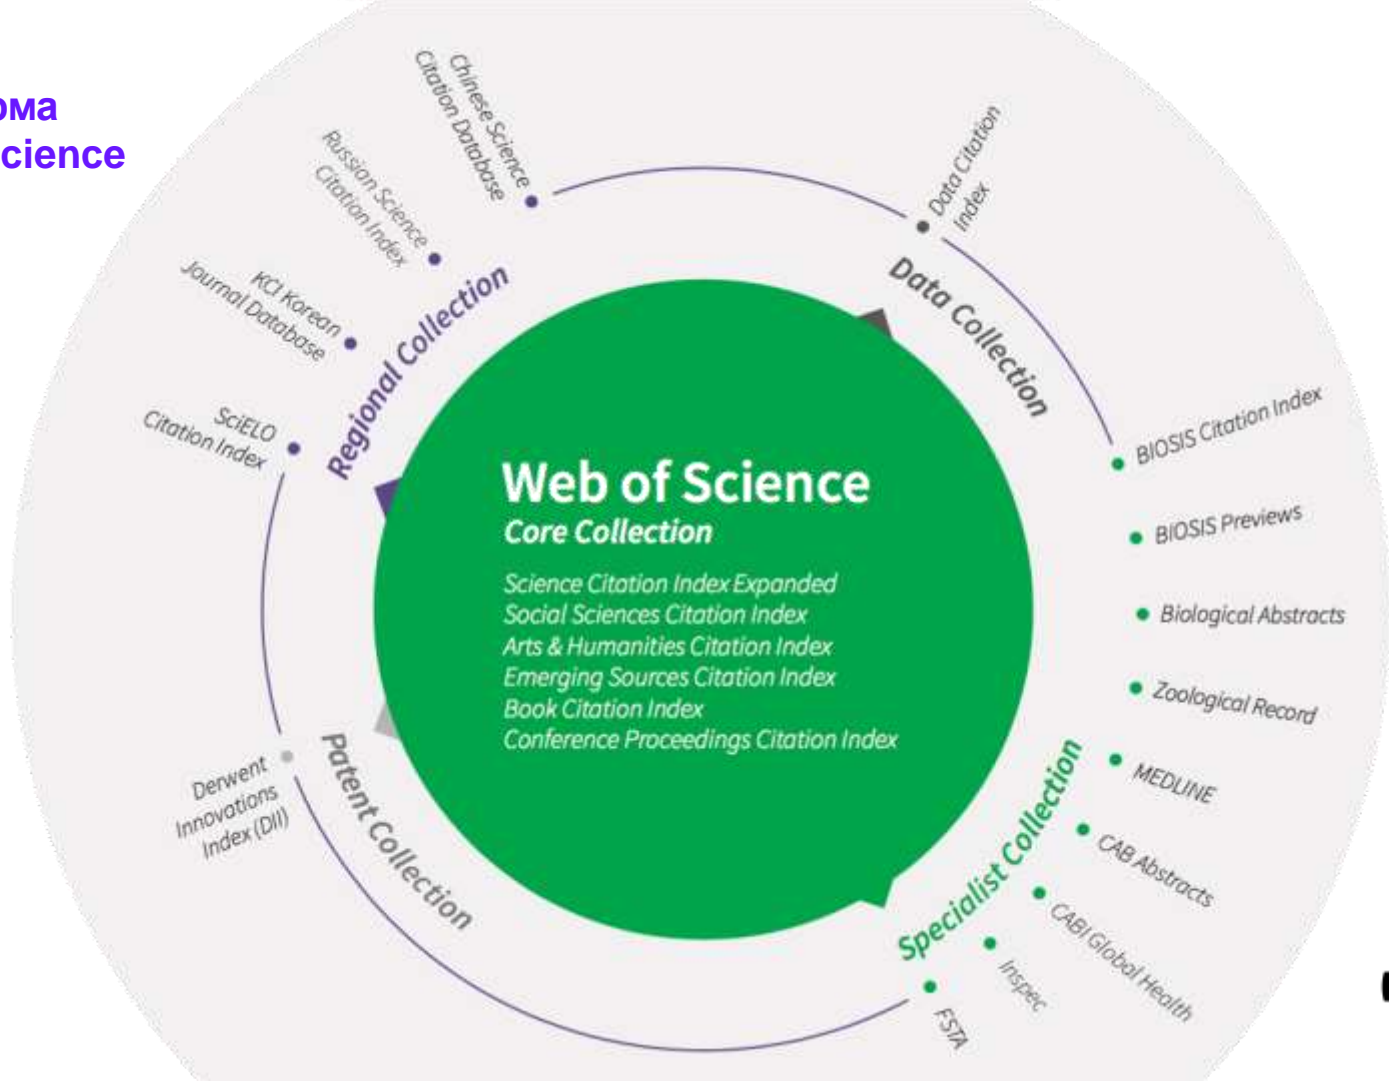 ома
cience
Chinese Science
Citation Database
Russian Science
Citation Index
KCI Korean
Journal Database
SciELO
Citation Index
Regional Collection
Data Citation
Index
Data Collection
Web of Science
Core Collection
Science Citation Index Expanded
Social Sciences Citation Index
Arts & Humanities Citation Index
Emerging Sources Citation Index
Book Citation Index
Conference Proceedings Citation Index
BIOSIS Citation Index
BIOSIS Previews
Biological Abstracts
Zoological Record
MEDLINE
CAB Abstracts
CABI Global Health
Inspec
FSTA
Specialist Collection
Derwent
Innovations
Index (DII)
Patent Collection